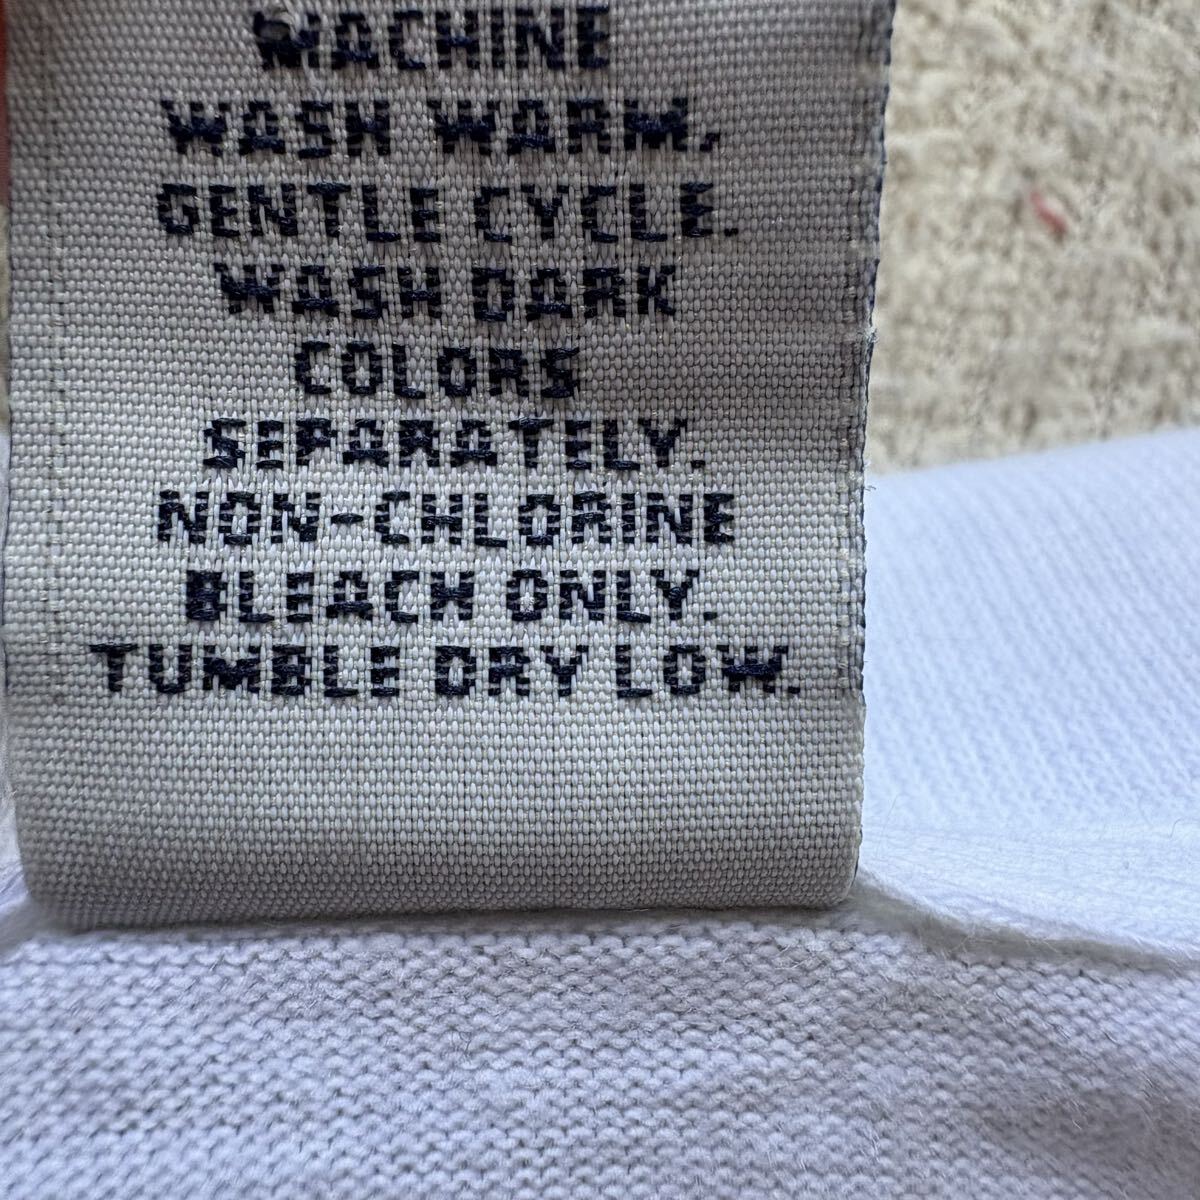 MACHINE
WASH WARM,
GENTLE CYCLE.
WASH DARK
COLORS
SEPARATELY.
NON-CHLORINE
BLEACH ONLY.
TUMBLE DRY LOW.